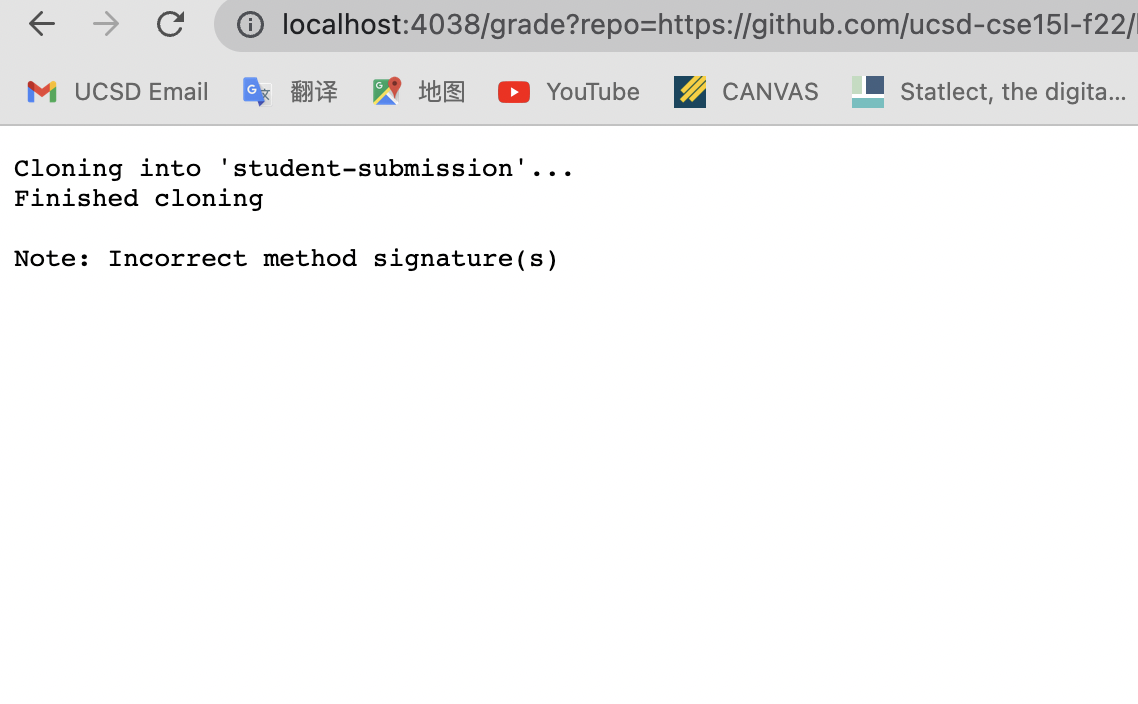 localhost:4038/grade?repo=https://github.com/ucsd-cse15l-f22/
UCSD Email 翻译 地图 YouTube CANVAS Statlect, the digita...
Cloning into 'student-submission'...
Finished cloning
Note: Incorrect method signature(s)